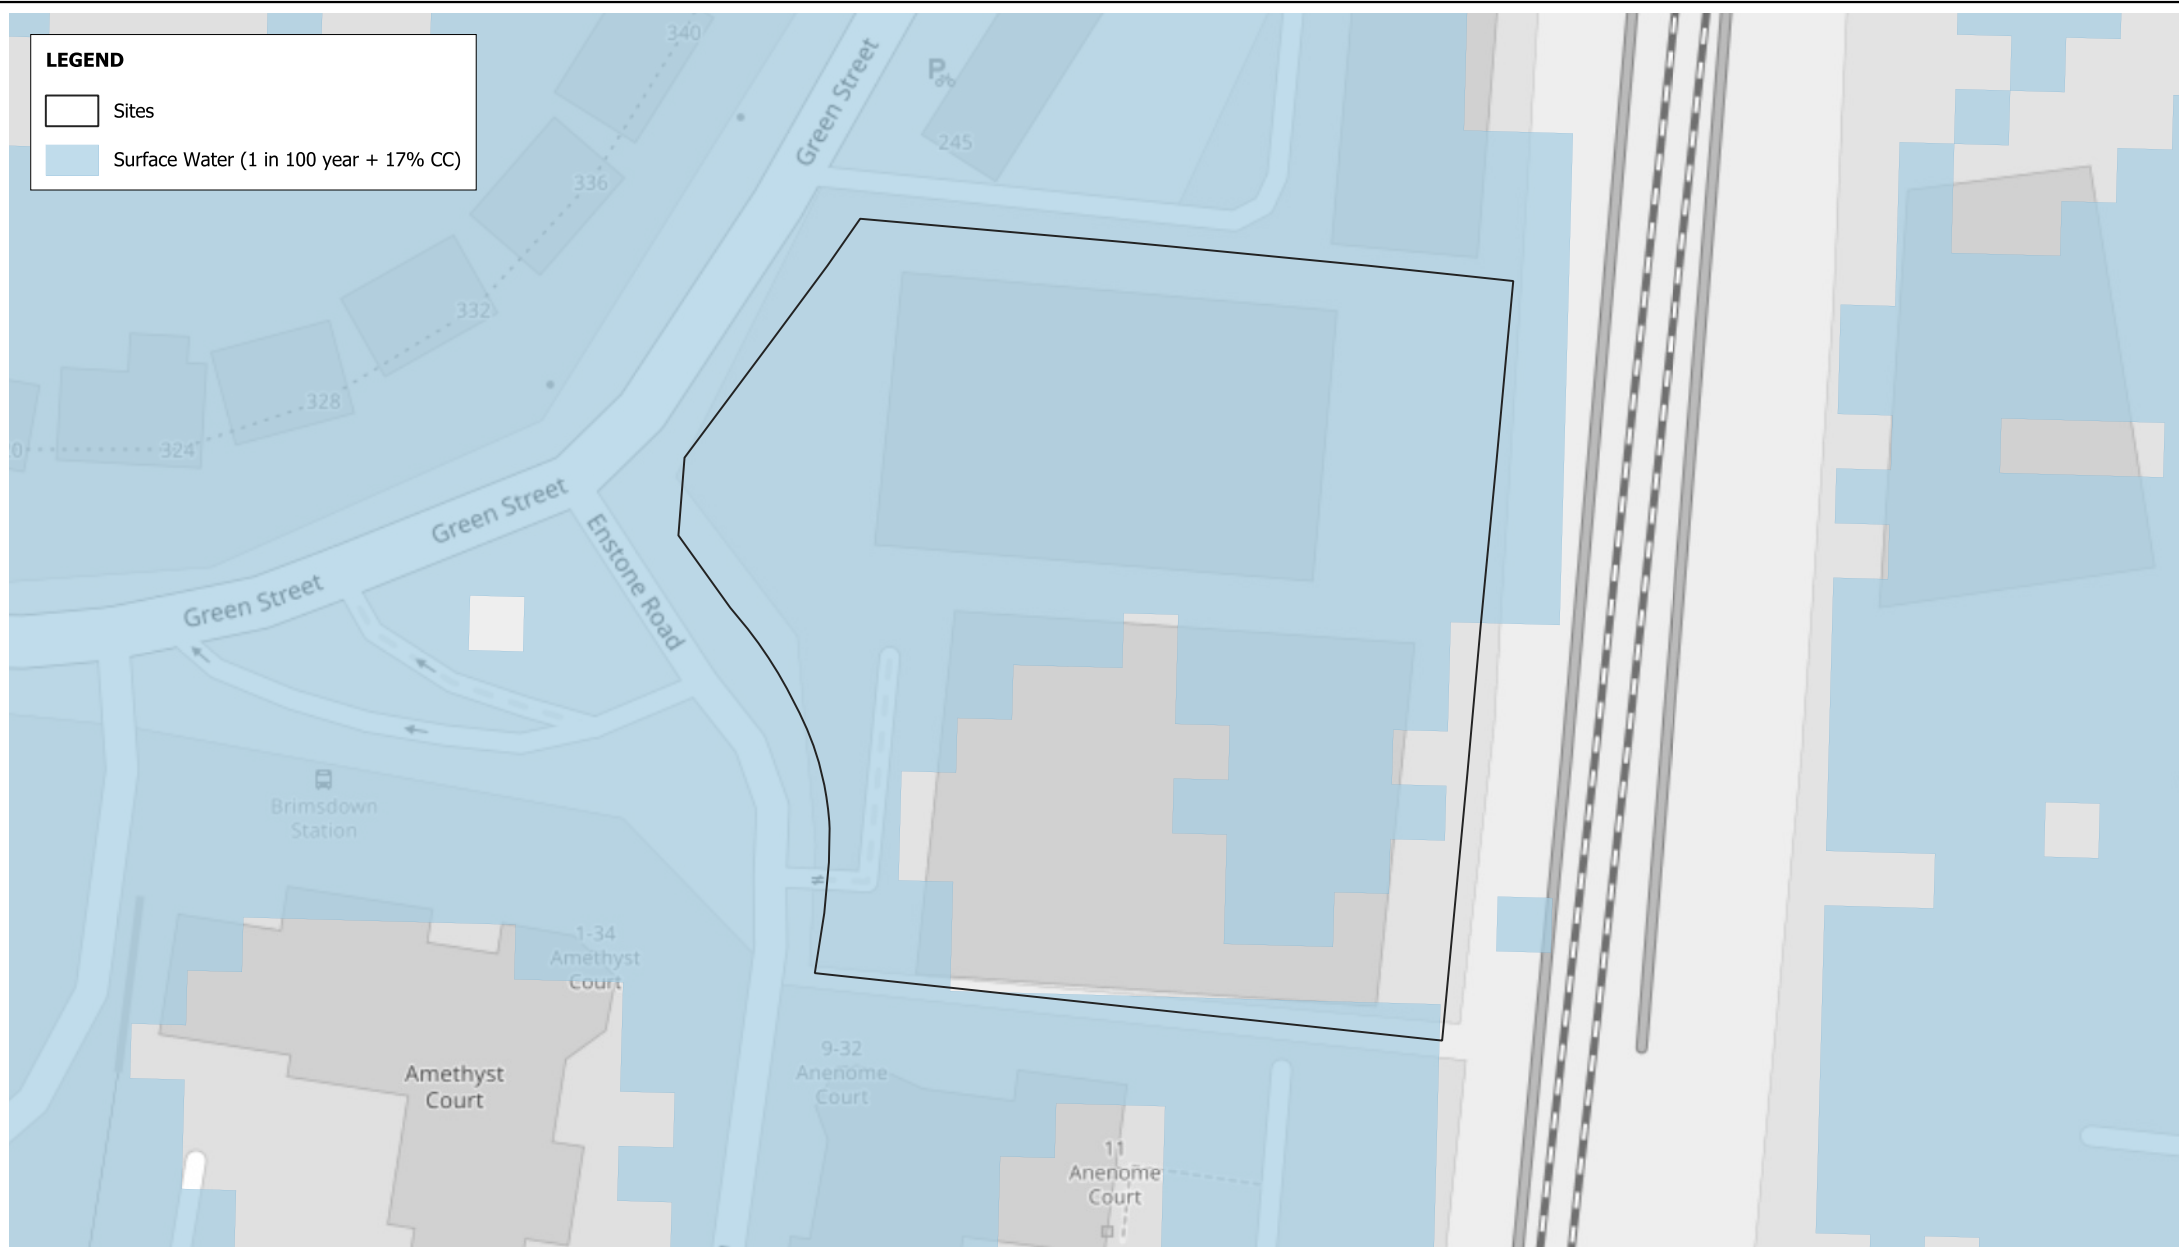 LEGEND
Sites
Surface Water (1 in 100 year + 17% CC)
340
Green Street
P
245
336
332
328
324
0
Green Street
Green Street
Enstone Road
Brimsdown
Station
1-34
Amethyst
Court
Amethyst
Court
9-32
Anenome
Court
11
Anenome
Court